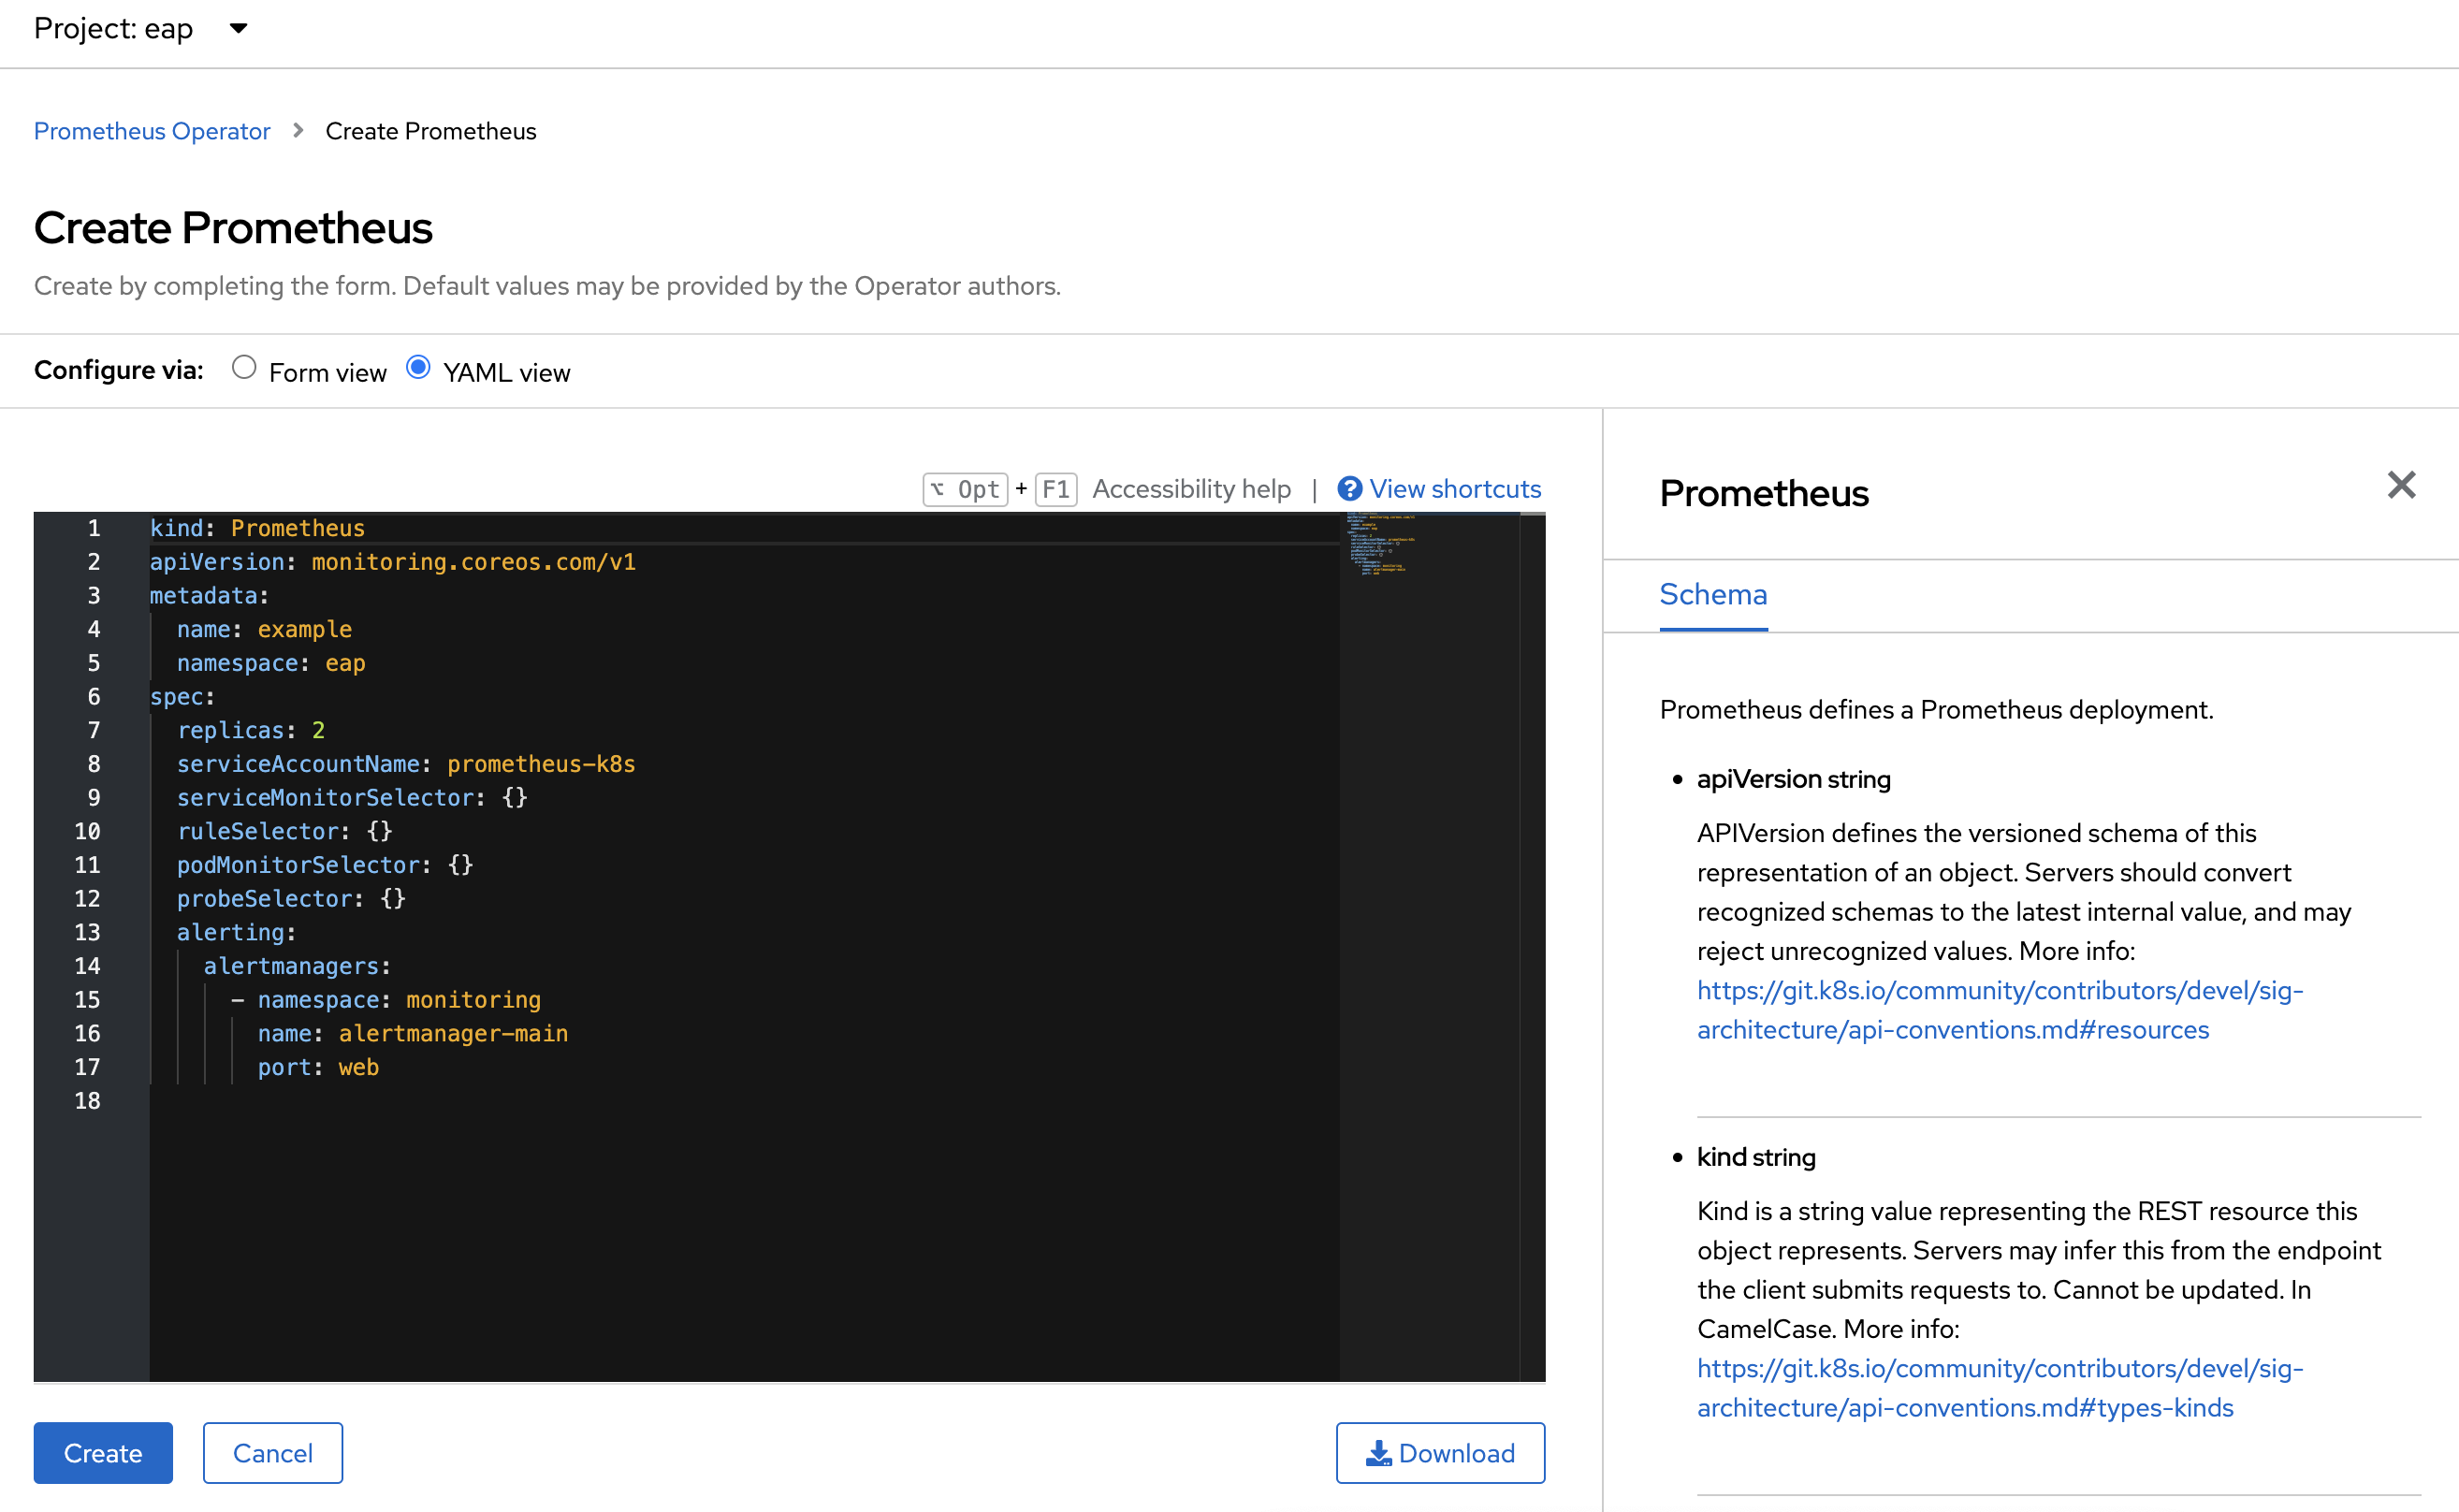 Project: eap
Prometheus Operator > Create Prometheus
Create Prometheus
Create by completing the form. Default values may be provided by the Operator authors.
Configure via: Form view YAML view
⌥ Opt + F1 Accessibility help | View shortcuts
1 kind: Prometheus
2 apiVersion: monitoring.coreos.com/v1
3 metadata:
4   name: example
5   namespace: eap
6 spec:
7   replicas: 2
8   serviceAccountName: prometheus-k8s
9   serviceMonitorSelector: {}
10   ruleSelector: {}
11   podMonitorSelector: {}
12   probeSelector: {}
13   alerting:
14     alertmanagers:
15       - namespace: monitoring
16         name: alertmanager-main
17         port: web
18
Create
Cancel
Download
Prometheus
Schema
Prometheus defines a Prometheus deployment.
• apiVersion string
APIVersion defines the versioned schema of this
representation of an object. Servers should convert
recognized schemas to the latest internal value, and may
reject unrecognized values. More info:
https://git.k8s.io/community/contributors/devel/sig-
architecture/api-conventions.md#resources
• kind string
Kind is a string value representing the REST resource this
object represents. Servers may infer this from the endpoint
the client submits requests to. Cannot be updated. In
CamelCase. More info:
https://git.k8s.io/community/contributors/devel/sig-
architecture/api-conventions.md#types-kinds